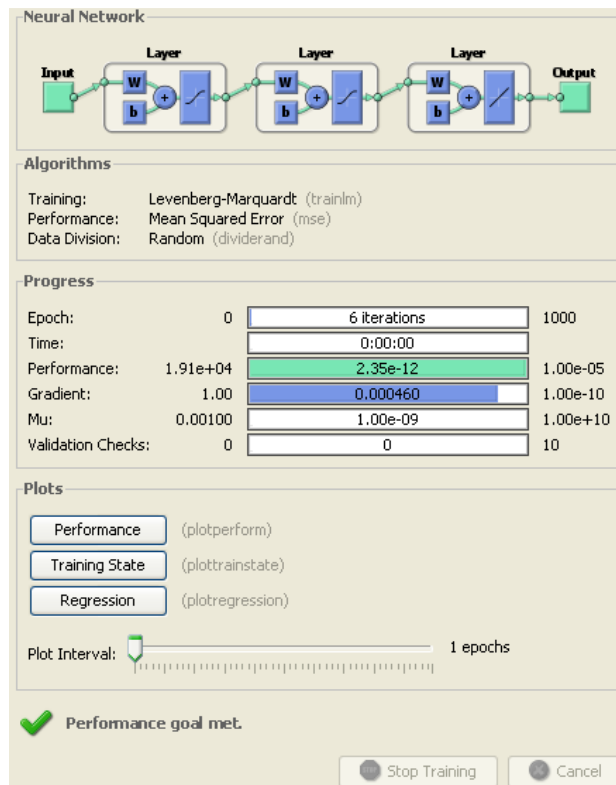 Neural Network
Layer Layer Layer
Input W b + W b + W b + Output
Algorithms
Training: Levenberg-Marquardt (trainlm)
Performance: Mean Squared Error (mse)
Data Division: Random (dividerand)
Progress
Epoch: 0 6 iterations 1000
Time: 0:00:00
Performance: 1.91e+04 2.35e-12 1.00e-05
Gradient: 1.00 0.000460 1.00e-10
Mu: 0.00100 1.00e-09 1.00e+10
Validation Checks: 0 0 10
Plots
Performance (plotperform)
Training State (plottrainstate)
Regression (plotregression)
Plot Interval: 1 epochs
Performance goal met.
Stop Training Cancel